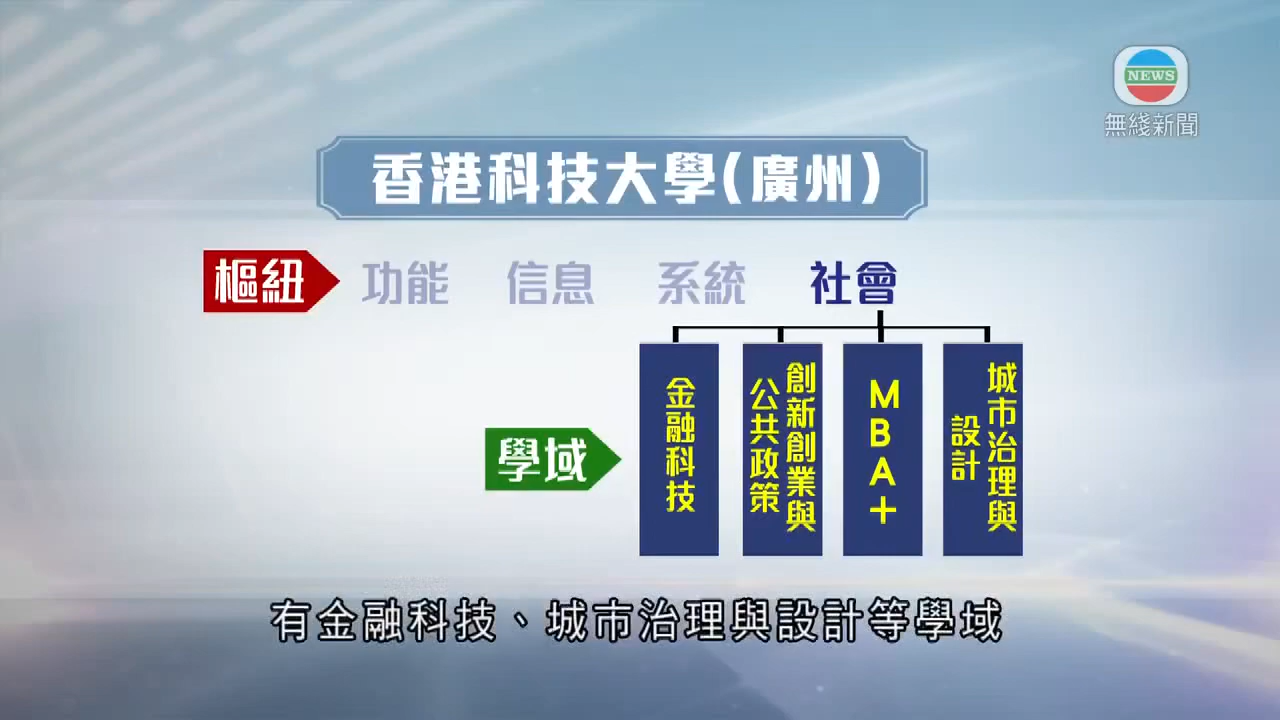 NEWS
無綫新聞
香港科技大學(廣州)
樞紐
功能
信息
系統
社會
學域
金融科技
創新創業與
公共政策
MBA+
城市治理與
設計
有金融科技、城市治理與設計等學域